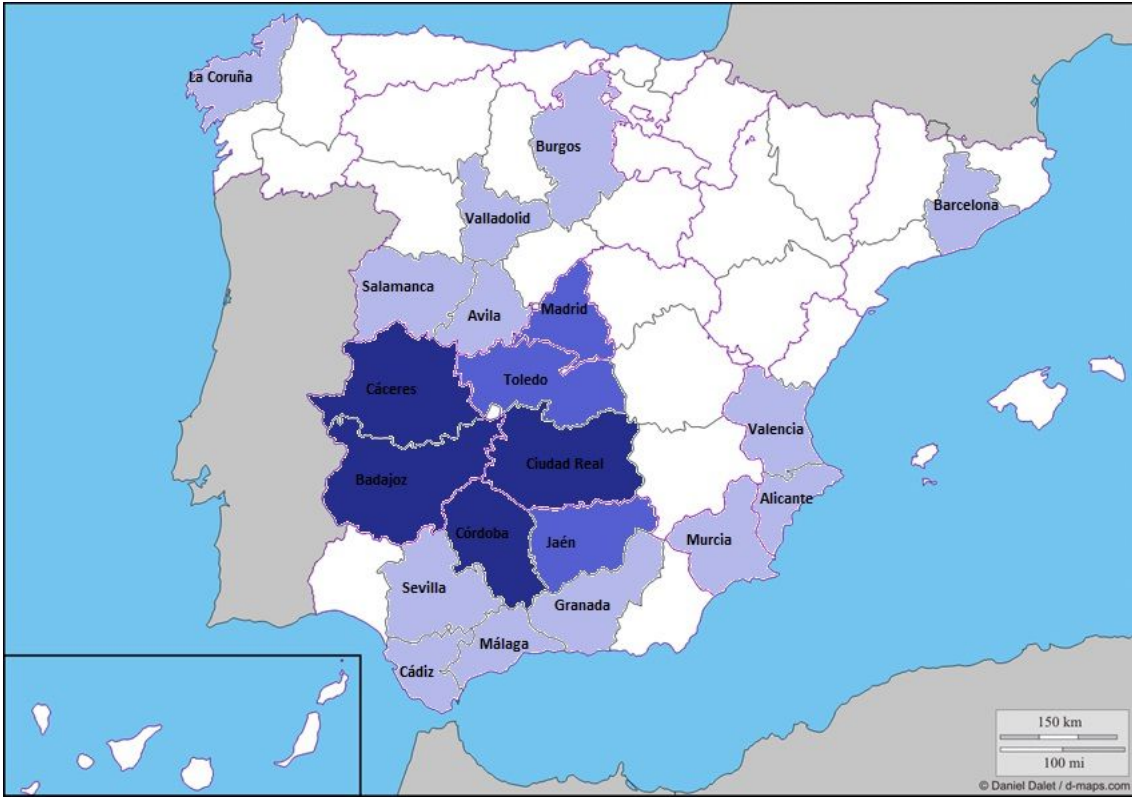 La Coruña
Burgos
Barcelona
Valladolid
Salamanca
Avila
Madrid
Cáceres
Toledo
Valencia
Ciudad Real
Badajoz
Alicante
Córdoba
Jaén
Murcia
Sevilla
Granada
Málaga
Cádiz
150 km
100 mi
© Daniel Dalet / d-maps.com